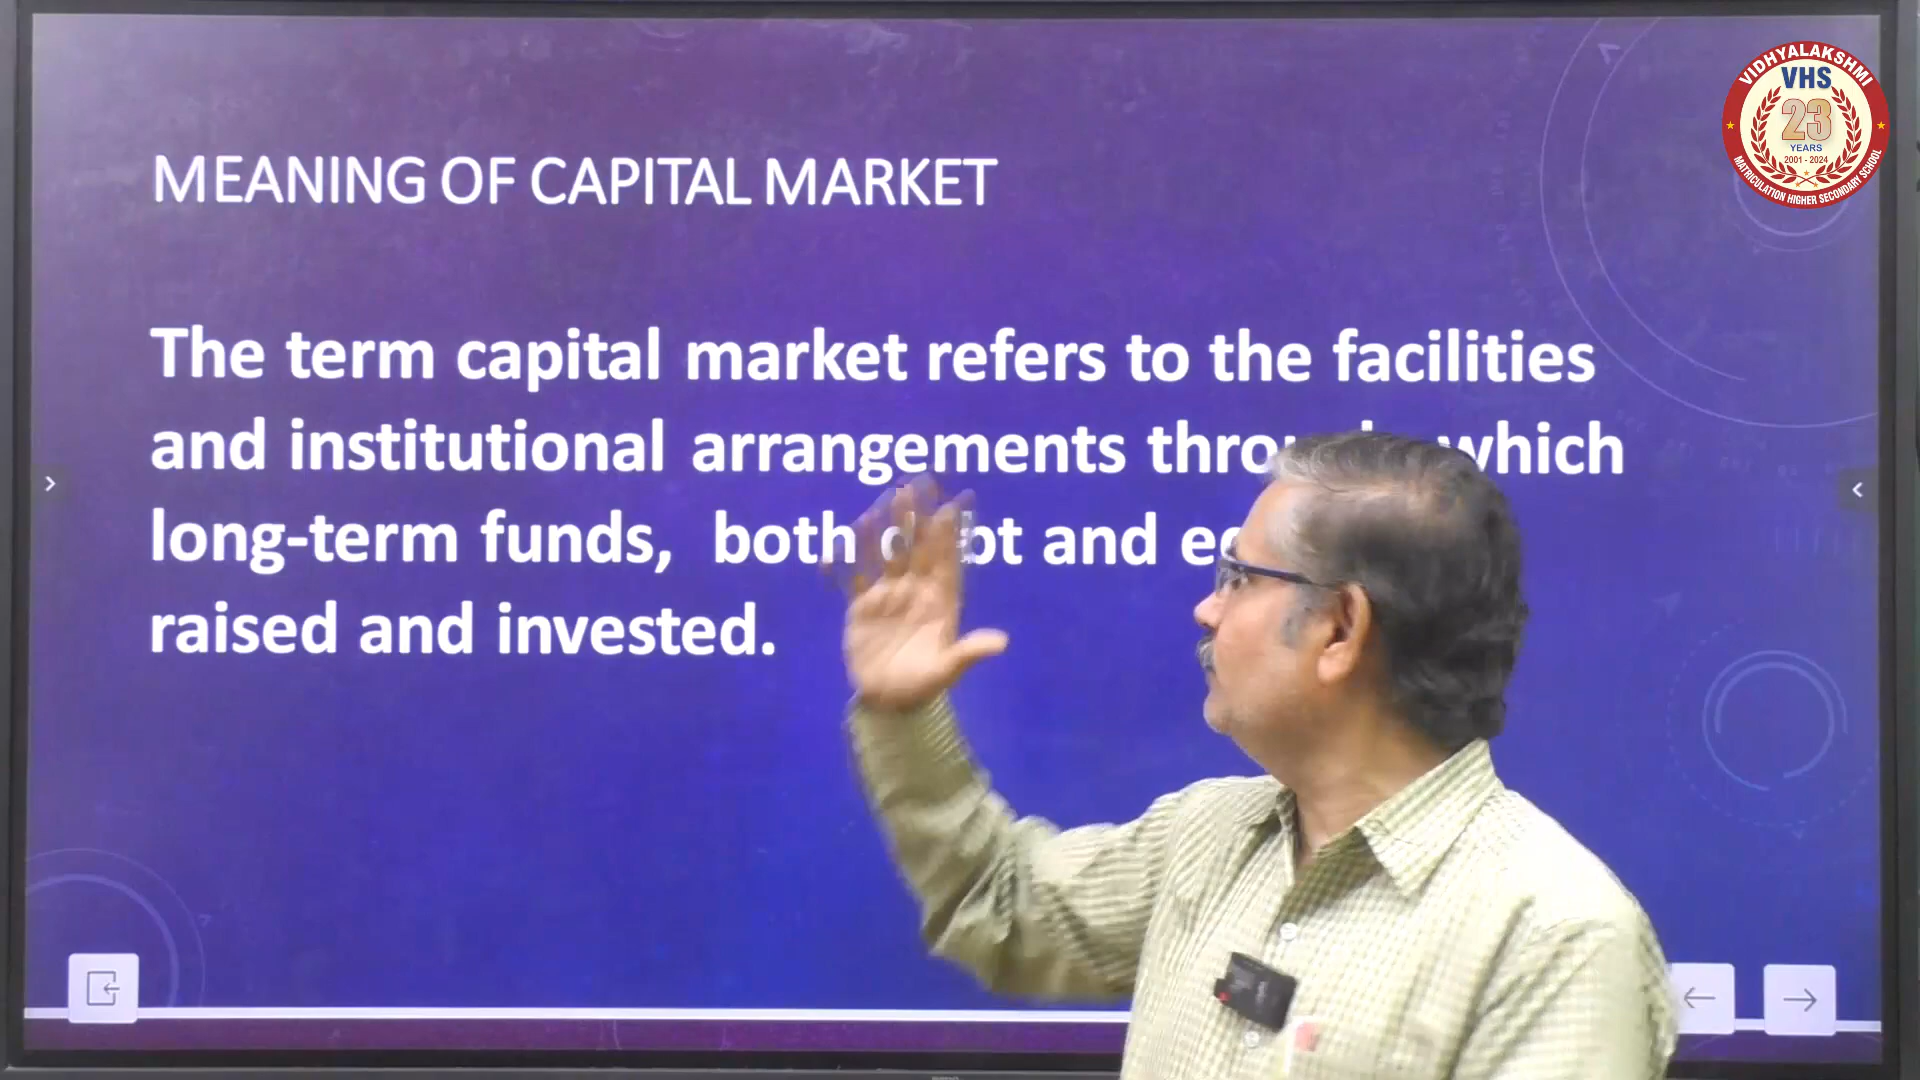 MEANING OF CAPITAL MARKET
The term capital market refers to the facilities
and institutional arrangements which
long-term funds, both and
raised and invested.
VIDHYALAKSHMI
VHS
23
YEARS
2001 - 2024
MATRICULATION HIGHER SECONDARY SCHOOL